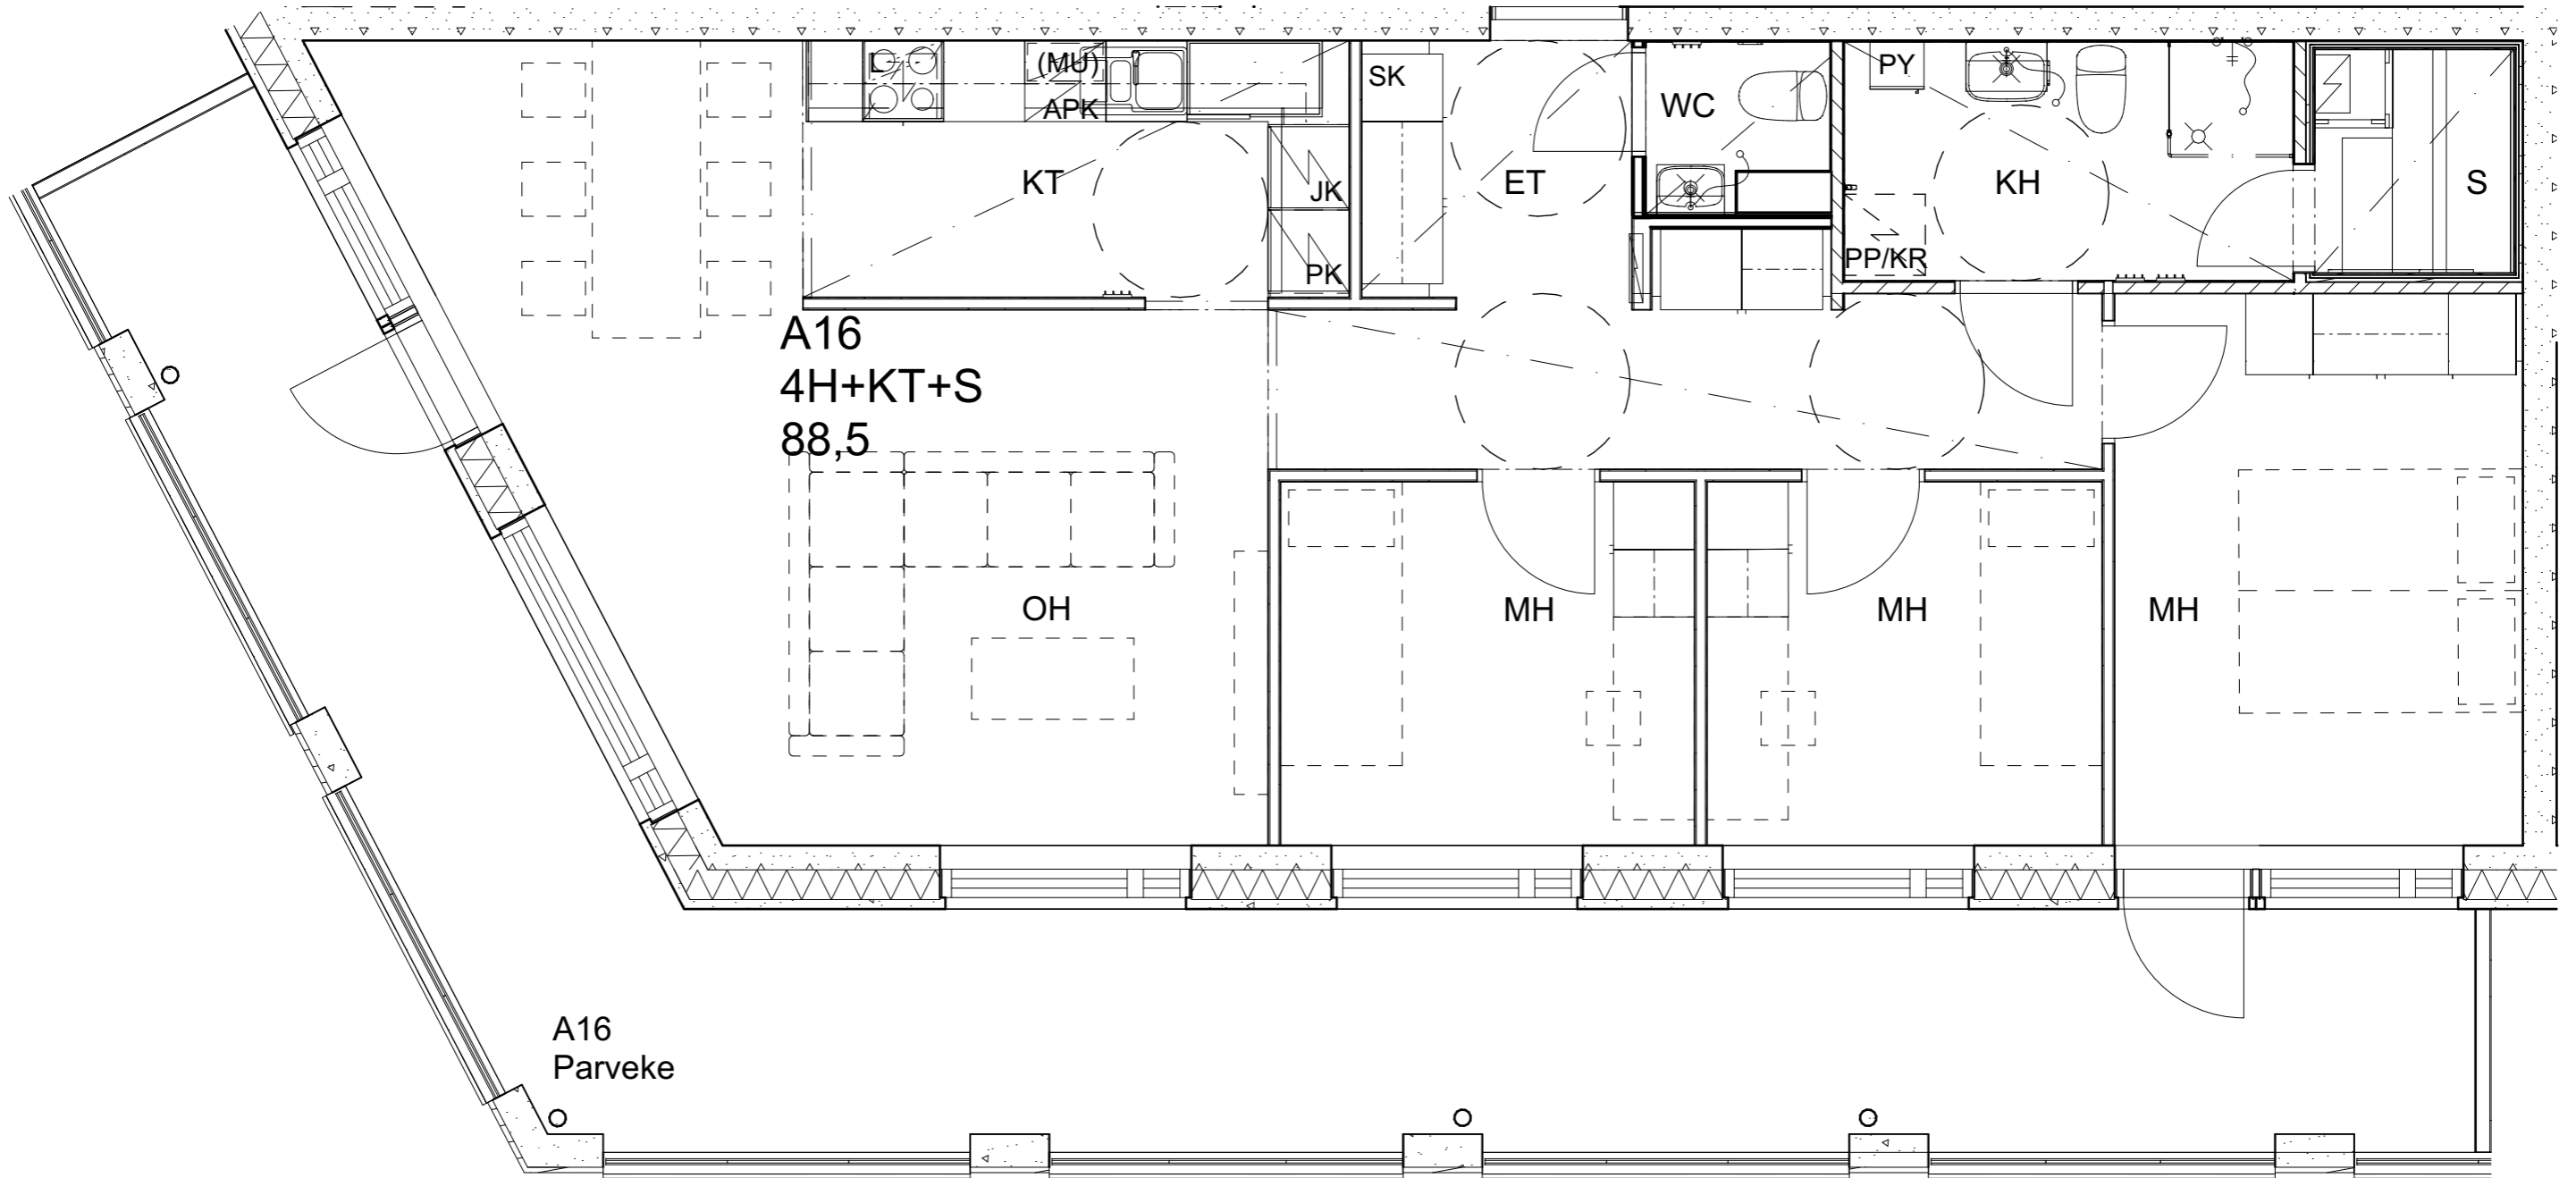 L
(MU)
APK
SK
WC
PY
KT
JK
ET
KH
S
PK
PP/KR
A16
4H+KT+S
88,5
OH
MH
MH
MH
A16
Parveke